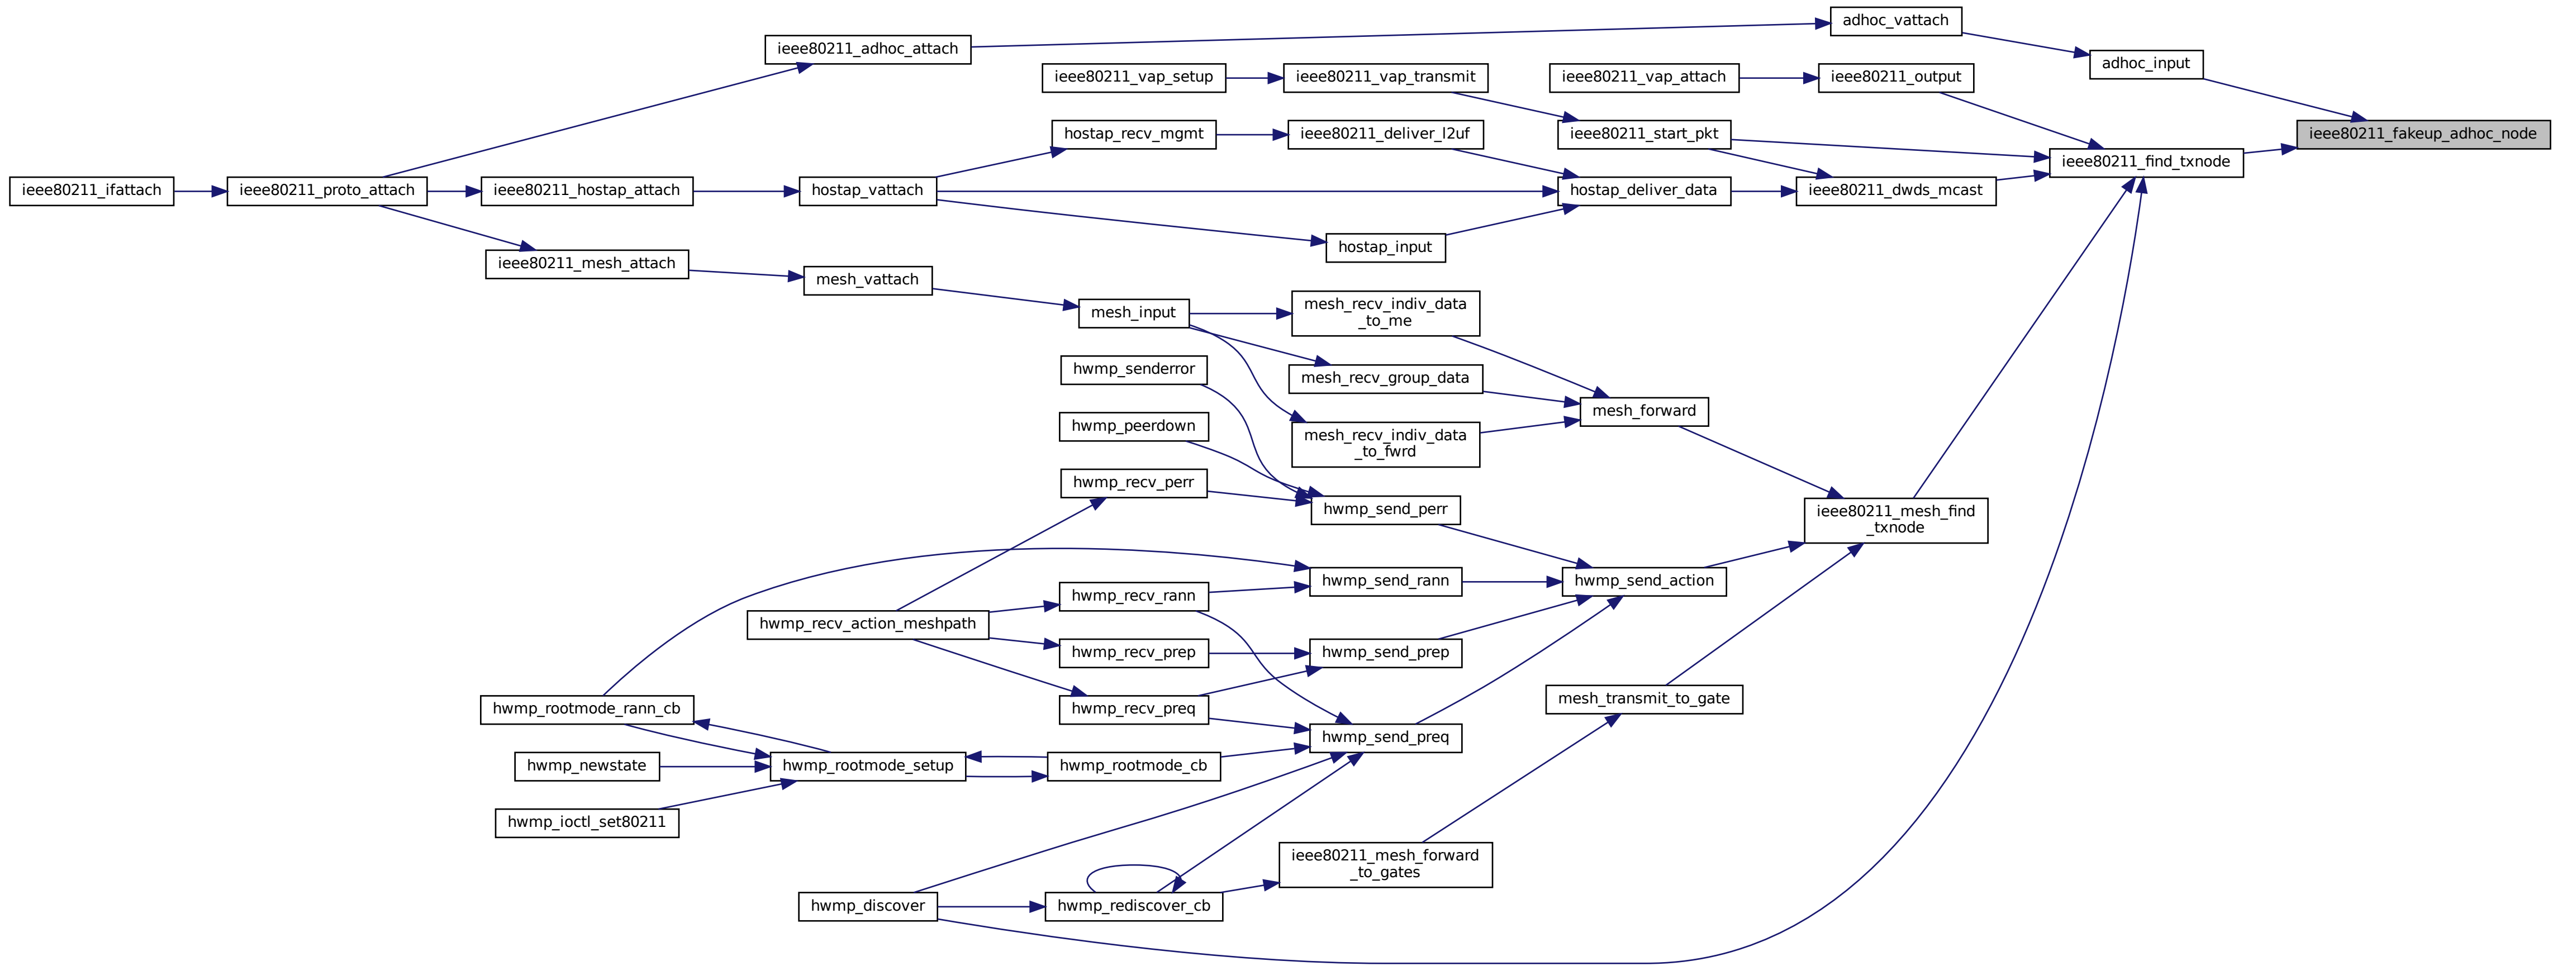 adhoc_vattach
ieee80211_adhoc_attach
adhoc_input
ieee80211_vap_setup
ieee80211_vap_transmit
ieee80211_vap_attach
ieee80211_output
hostap_recv_mgmt
ieee80211_deliver_l2uf
ieee80211_start_pkt
ieee80211_fakeup_adhoc_node
ieee80211_find_txnode
ieee80211_ifattach
ieee80211_proto_attach
ieee80211_hostap_attach
hostap_vattach
hostap_deliver_data
ieee80211_dwds_mcast
hostap_input
ieee80211_mesh_attach
mesh_vattach
mesh_input
mesh_recv_indiv_data
_to_me
hwmp_senderror
mesh_recv_group_data
mesh_forward
hwmp_peerdown
mesh_recv_indiv_data
_to_fwrd
hwmp_recv_perr
hwmp_send_perr
ieee80211_mesh_find
_txnode
hwmp_send_rann
hwmp_send_action
hwmp_recv_rann
hwmp_recv_action_meshpath
hwmp_recv_prep
hwmp_send_prep
mesh_transmit_to_gate
hwmp_rootmode_rann_cb
hwmp_recv_preq
hwmp_send_preq
hwmp_newstate
hwmp_rootmode_setup
hwmp_rootmode_cb
hwmp_ioctl_set80211
ieee80211_mesh_forward
_to_gates
hwmp_discover
hwmp_rediscover_cb